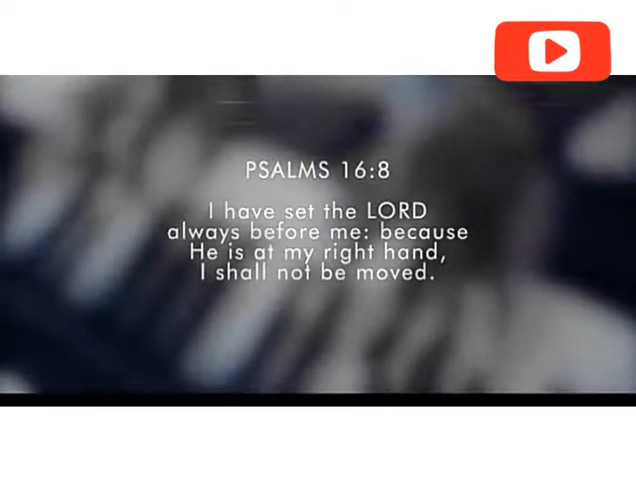 PSALMS 16:8
I have set the LORD
always before me: because
He is at my right hand,
I shall not be moved.